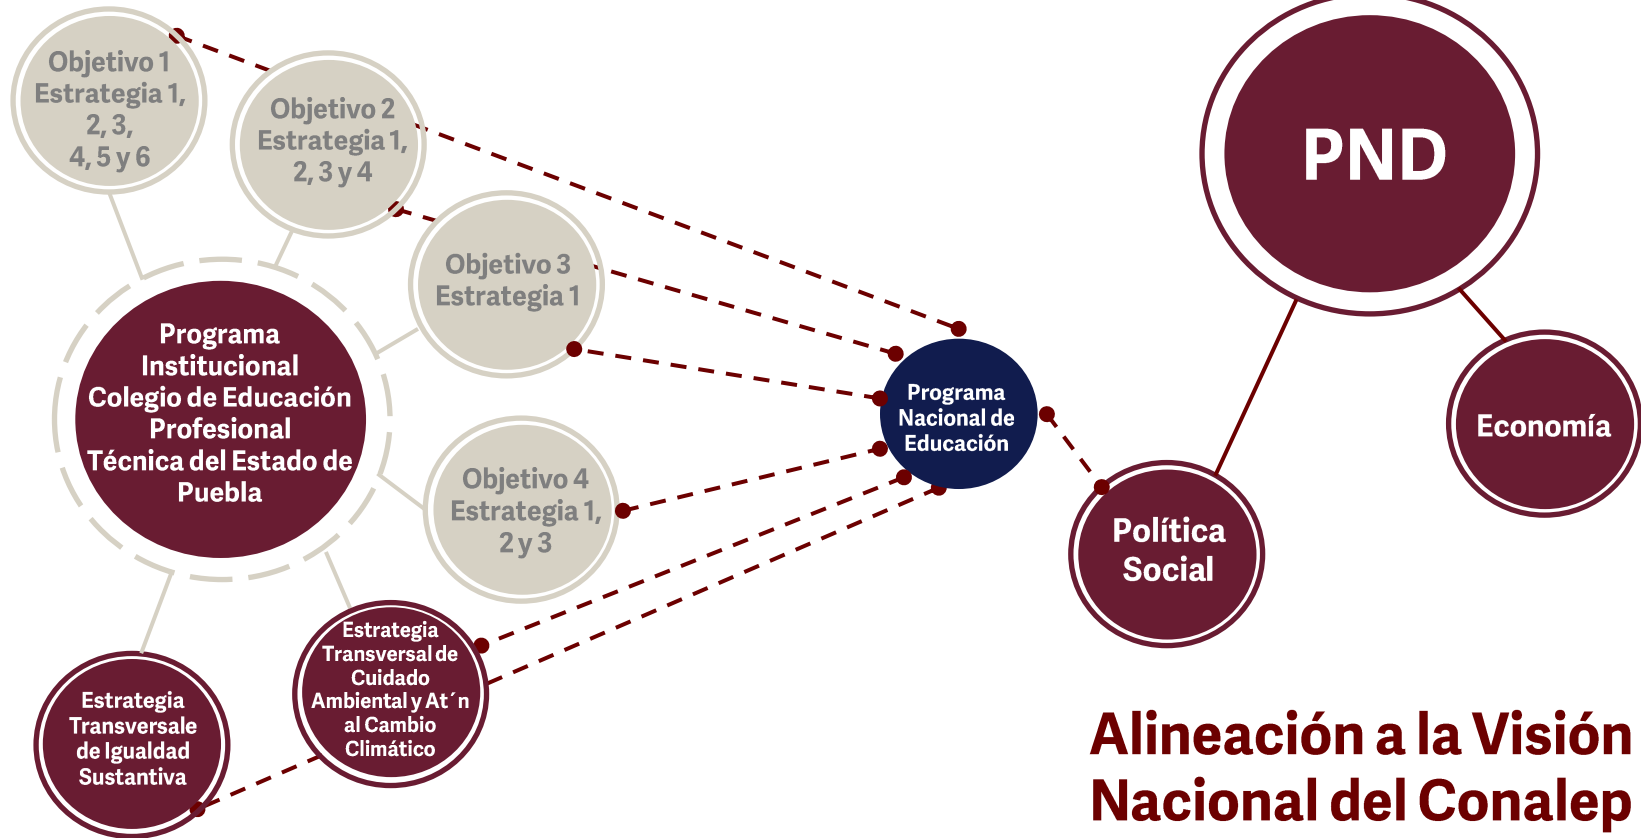 Objetivo 1
Estrategia 1,
2, 3,
4, 5 y 6
Objetivo 2
Estrategia 1,
2, 3 y 4
Objetivo 3
Estrategia 1
Programa
Institucional
Colegio de Educación
Profesional
Técnica del Estado de
Puebla
Objetivo 4
Estrategia 1,
2 y 3
Estrategia
Transversal de
Cuidado
Ambiental y At´n
al Cambio
Climático
Estrategia
Transversale
de Igualdad
Sustantiva
Programa
Nacional de
Educación
PND
Economía
Política
Social
Alineación a la Visión
Nacional del Conalep